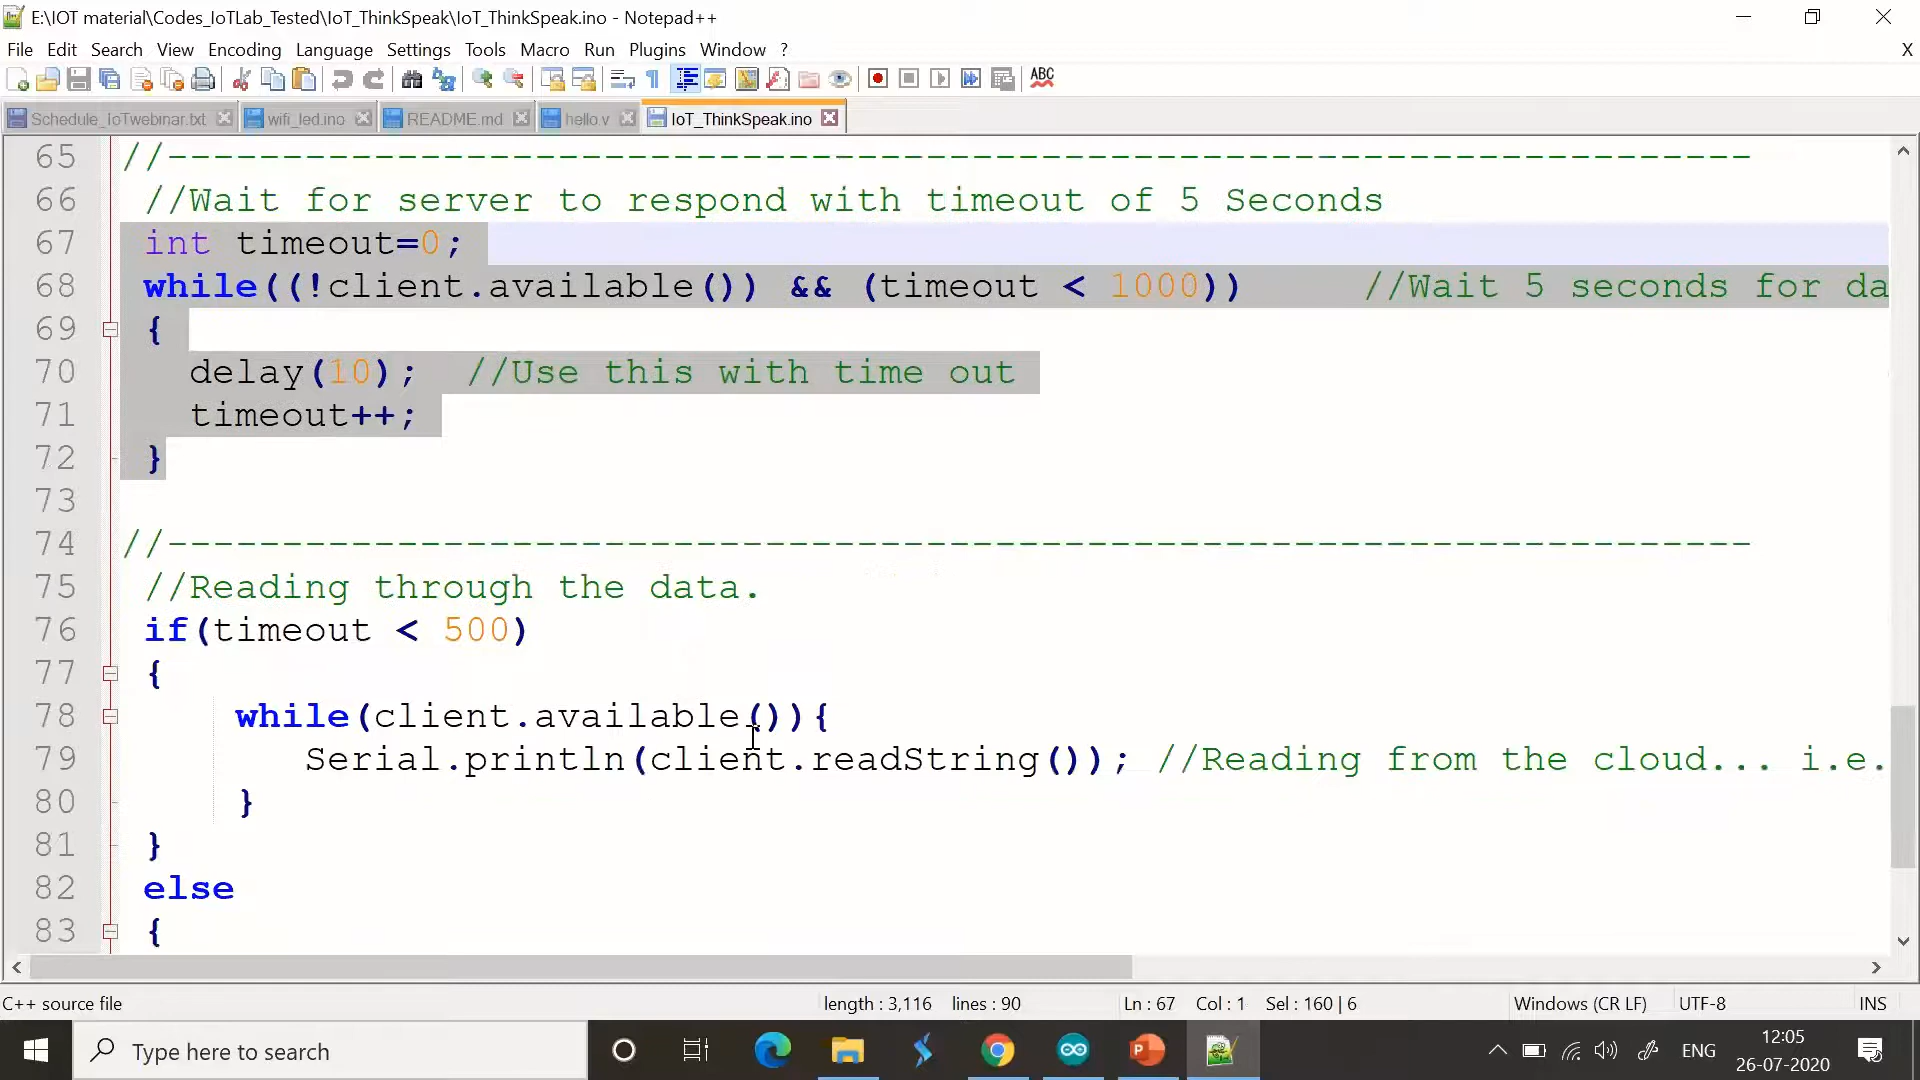 E:\IOT material\Codes_IoTLab_Tested\IoT_ThinkSpeak\IoT_ThinkSpeak.ino - Notepad++
File Edit Search View Encoding Language Settings Tools Macro Run Plugins Window ? X
ABC
Schedule_IoTwebinar.txt wifi_led.ino README.md hello.v IoT_ThinkSpeak.ino
65 //---------------------------------------------------------------------
66 //Wait for server to respond with timeout of 5 Seconds
67 int timeout=0;
68 while((!client.available()) && (timeout < 1000)) //Wait 5 seconds for da
69 {
70 delay(10); //Use this with time out
71 timeout++;
72 }
73
74 //---------------------------------------------------------------------
75 //Reading through the data.
76 if(timeout < 500)
77 {
78 while(client.available()){
79 Serial.println(client.readString()); //Reading from the cloud... i.e.
80 }
81 }
82 else
83 {
C++ source file length : 3,116 lines : 90 Ln : 67 Col : 1 Sel : 160 | 6 Windows (CR LF) UTF-8 INS
Type here to search ENG 12:05
26-07-2020